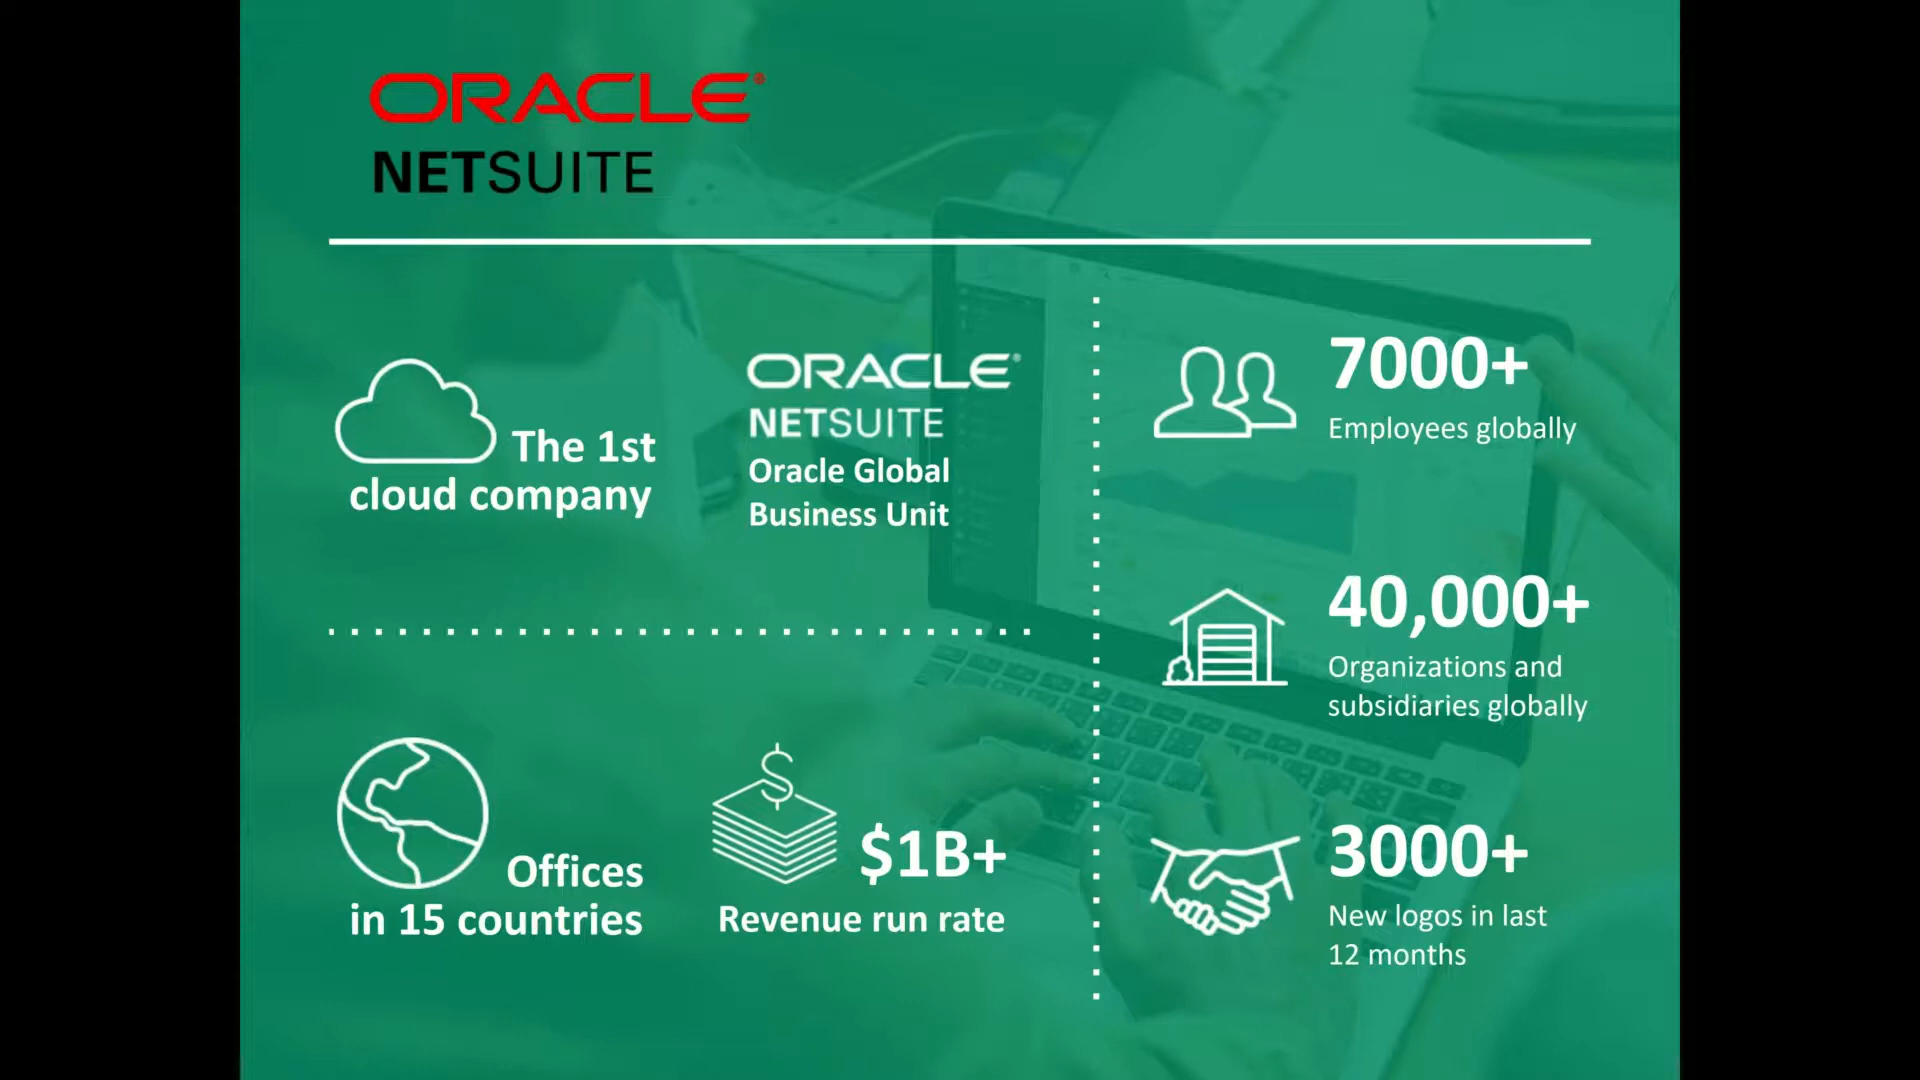 ORACLE®
NETSUITE
The 1st
cloud company
ORACLE®
NETSUITE
Oracle Global
Business Unit
Offices
in 15 countries
$
$1B+
Revenue run rate
7000+
Employees globally
40,000+
Organizations and
subsidiaries globally
3000+
New logos in last
12 months